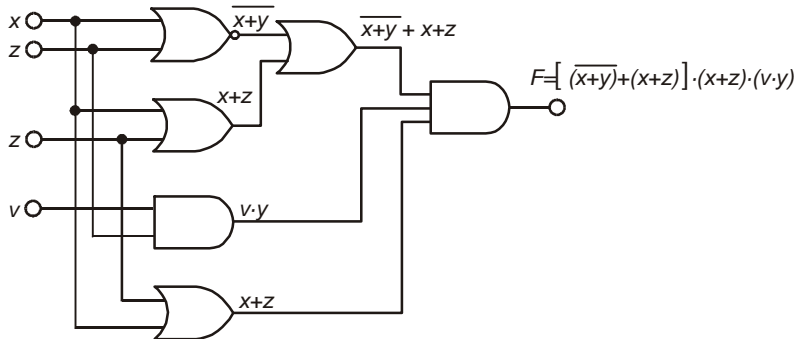 x
z
z
v
x+y
x+y + x+z
x+z
v·y
x+z
F=[ (x+y)+(x+z) ]·(x+z)·(v·y)